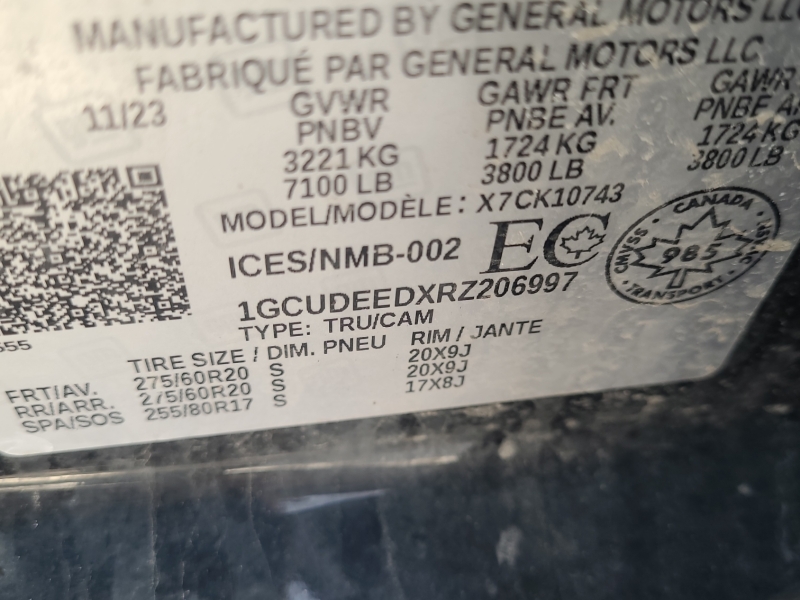 MANUFACTURED BY GENERAL MOTORS LLC
FABRIQUÉ PAR GENERAL MOTORS LLC
11/23 GVWR GAWR FRT GAWR
PNBV PNBE AV. PNBE
3221 KG 1724 KG 1724 KG
7100 LB 3800 LB 3800 LB
MODEL/MODÈLE: X7CK10743
ICES/NMB-002 EC CANADA CMVSS 985 TRANSPORT
1GCUDEEDXRZ206997
TYPE: TRU/CAM
TIRE SIZE / DIM. PNEU RIM / JANTE
FRT/AV. 275/60R20 S 20X9J
RR/ARR. 275/60R20 S 20X9J
SPA/SOS 255/80R17 S 17X8J